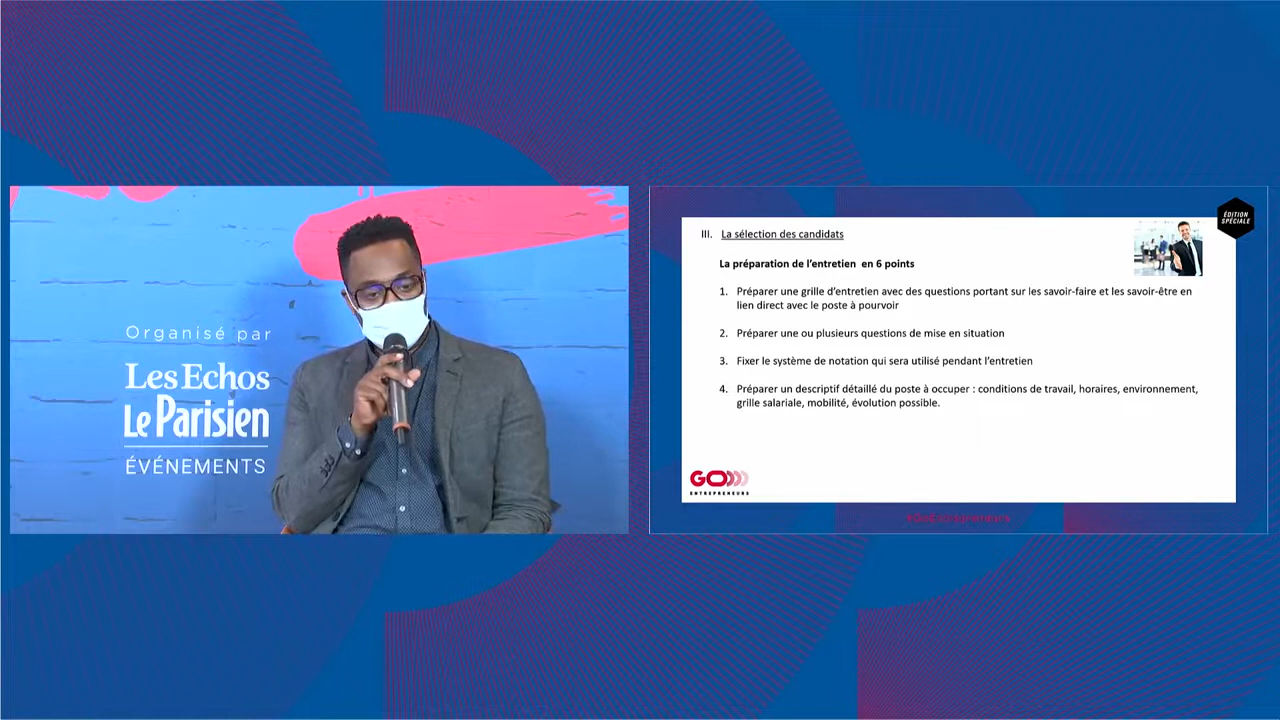 Organisé par
Les Echos
Le Parisien
ÉVÉNEMENTS
ÉDITION
SPÉCIALE
III. La sélection des candidats
La préparation de l’entretien en 6 points
1. Préparer une grille d’entretien avec des questions portant sur les savoir-faire et les savoir-être en
lien direct avec le poste à pourvoir
2. Préparer une ou plusieurs questions de mise en situation
3. Fixer le système de notation qui sera utilisé pendant l’entretien
4. Préparer un descriptif détaillé du poste à occuper : conditions de travail, horaires, environnement,
grille salariale, mobilité, évolution possible.
GO
ENTREPRENEURS